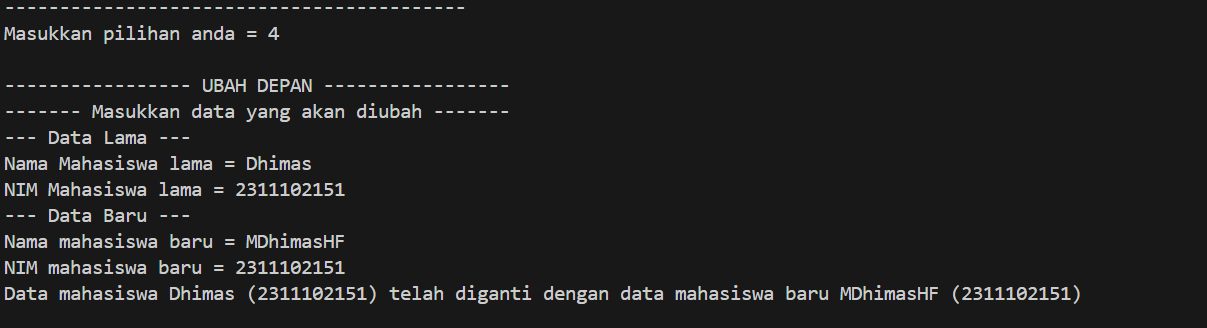 ------------------------------------------
Masukkan pilihan anda = 4
----------------- UBAH DEPAN -----------------
------- Masukkan data yang akan diubah -------
--- Data Lama ---
Nama Mahasiswa lama = Dhimas
NIM Mahasiswa lama = 2311102151
--- Data Baru ---
Nama mahasiswa baru = MDhimasHF
NIM mahasiswa baru = 2311102151
Data mahasiswa Dhimas (2311102151) telah diganti dengan data mahasiswa baru MDhimasHF (2311102151)